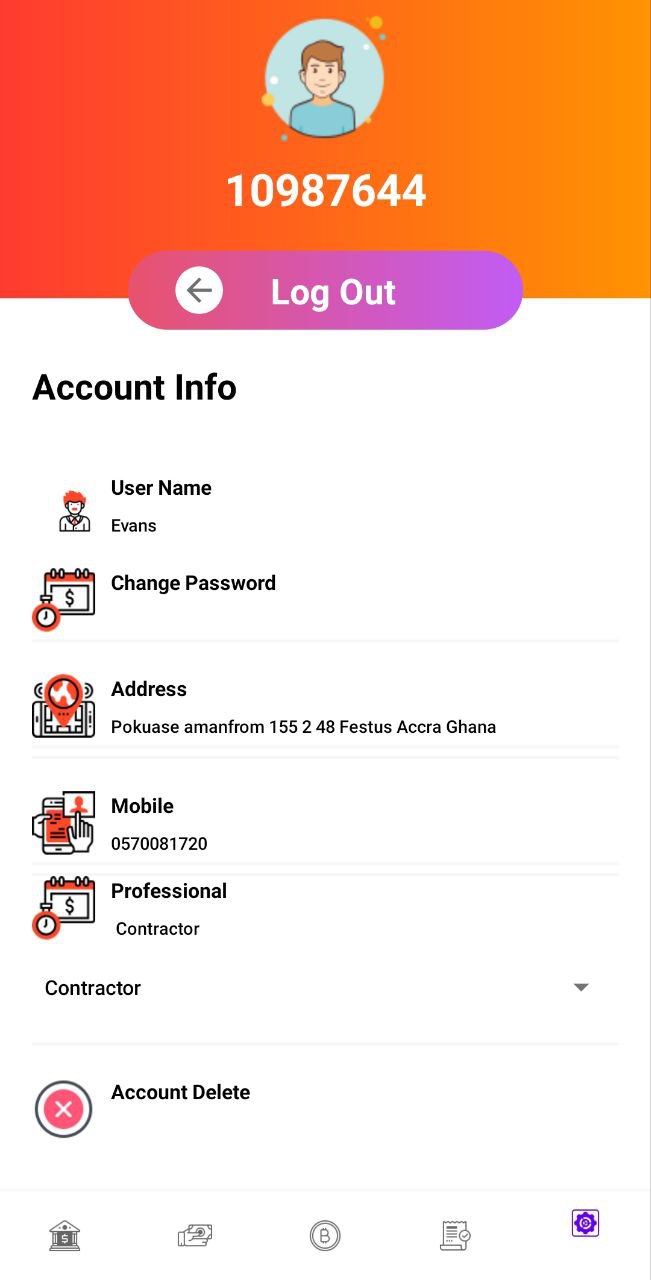 10987644
Log Out
Account Info
User Name
Evans
Change Password
$
Address
Pokuase amanfrom 155 2 48 Festus Accra Ghana
Mobile
0570081720
Professional
$
Contractor
Contractor
Account Delete
$
B